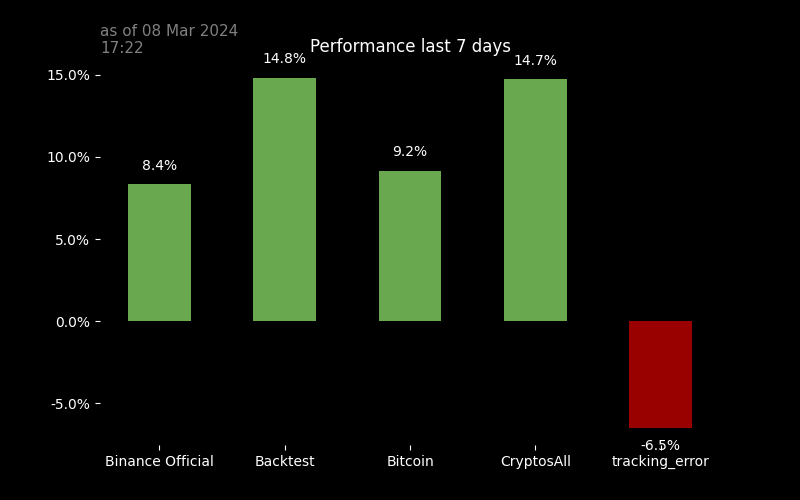 as of 08 Mar 2024
17:22
Performance last 7 days
15.0%
10.0%
5.0%
0.0%
-5.0%
8.4%
14.8%
9.2%
14.7%
-6.5%
Binance Official
Backtest
Bitcoin
CryptosAll
tracking_error